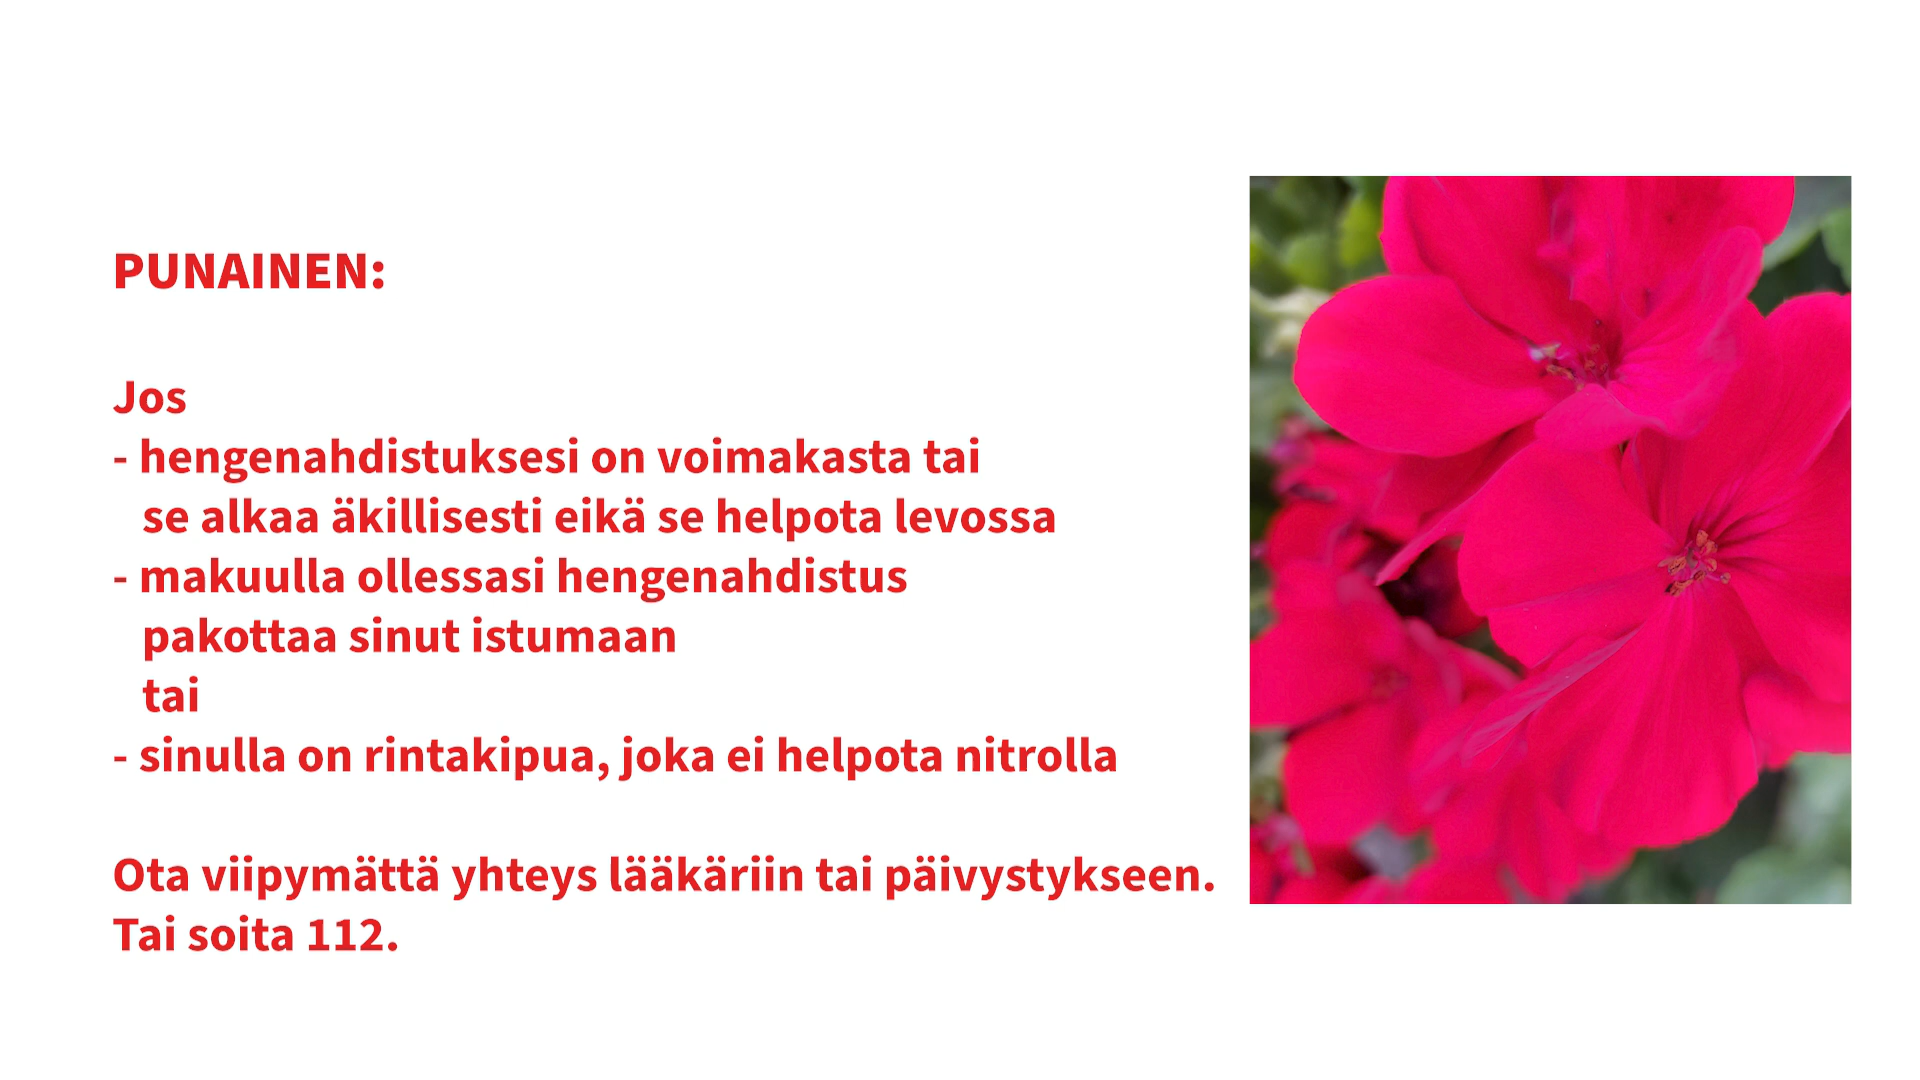 PUNAINEN:
Jos
- hengenahdistuksesi on voimakasta tai
se alkaa äkillisesti eikä se helpota levossa
- makuulla ollessasi hengenahdistus
pakottaa sinut istumaan
tai
- sinulla on rintakipua, joka ei helpota nitrolla
Ota viipymättä yhteys lääkäriin tai päivystykseen.
Tai soita 112.